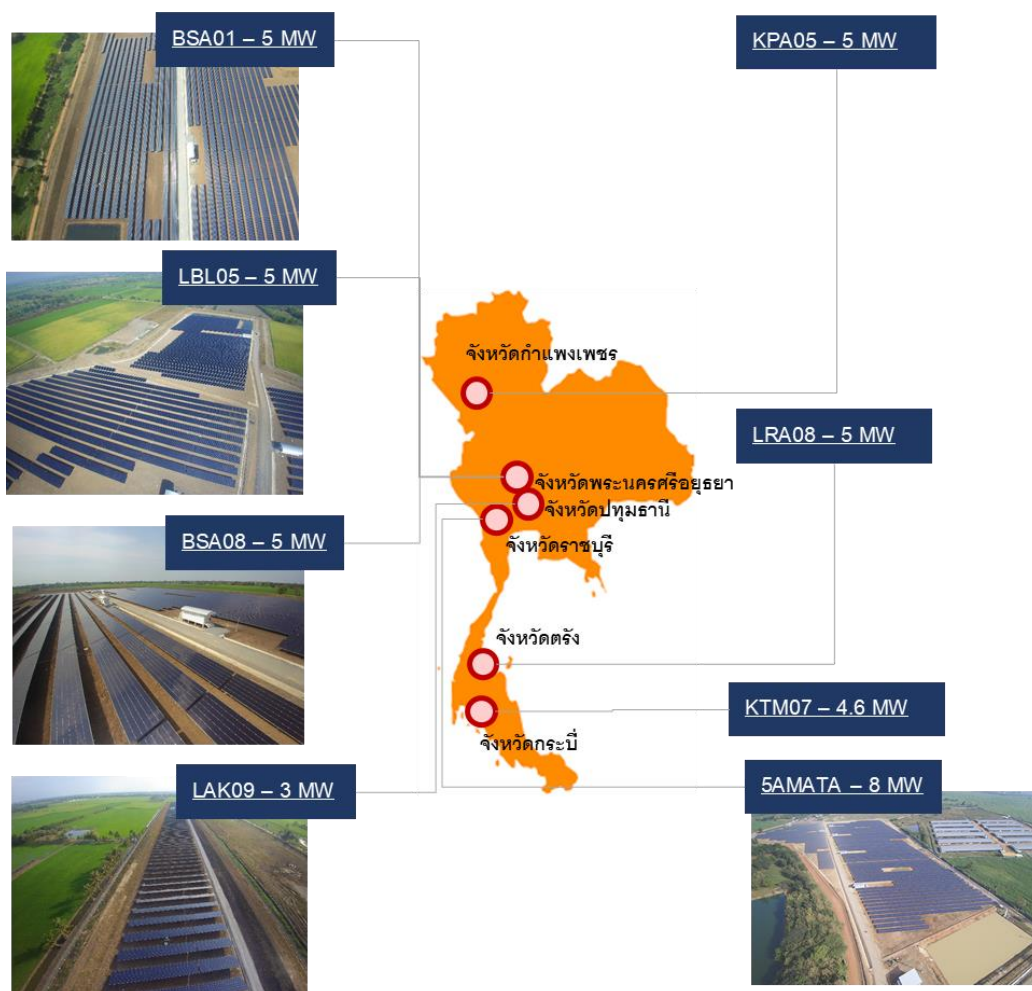 BSA01 – 5 MW
KPA05 – 5 MW
LBL05 – 5 MW
จังหวัดกำแพงเพชร
LRA08 – 5 MW
จังหวัดพระนครศรีอยุธยา
จังหวัดปทุมธานี
BSA08 – 5 MW
จังหวัดราชบุรี
จังหวัดตรัง
KTM07 – 4.6 MW
จังหวัดกระบี่
LAK09 – 3 MW
5AMATA – 8 MW